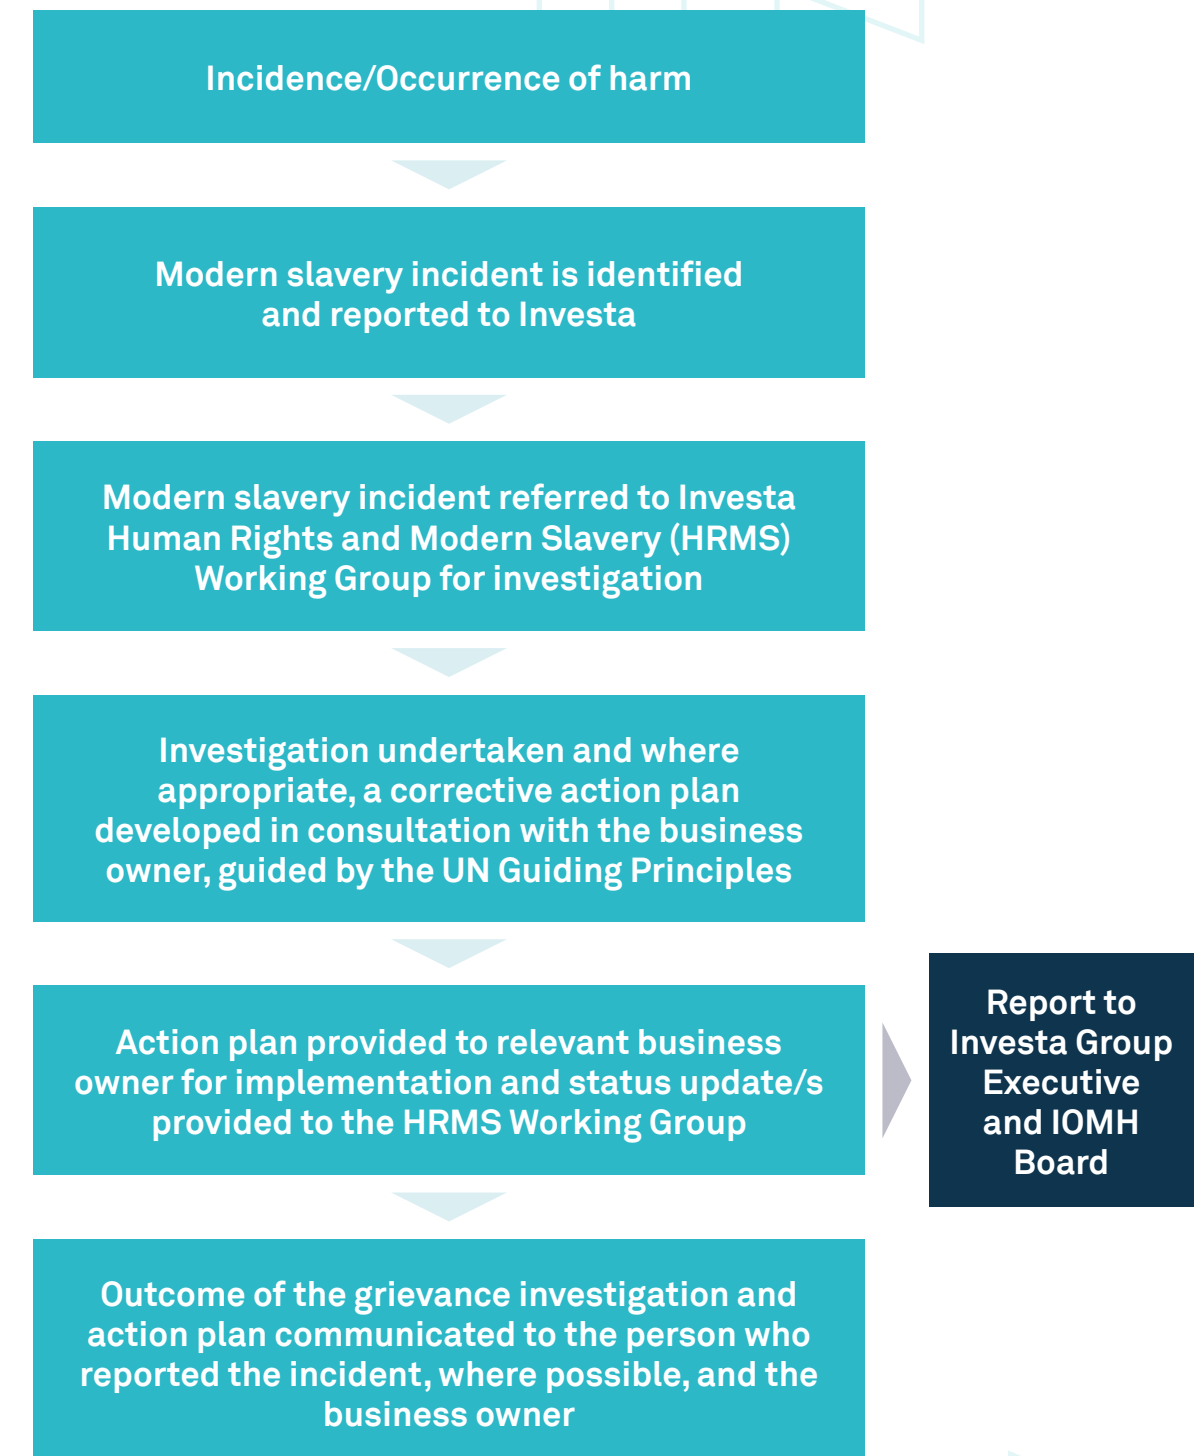 Incidence/Occurrence of harm
Modern slavery incident is identified
and reported to Investa
Modern slavery incident referred to Investa
Human Rights and Modern Slavery (HRMS)
Working Group for investigation
Investigation undertaken and where
appropriate, a corrective action plan
developed in consultation with the business
owner, guided by the UN Guiding Principles
Action plan provided to relevant business
owner for implementation and status update/s
provided to the HRMS Working Group
Report to
Investa Group
Executive
and IOMH
Board
Outcome of the grievance investigation and
action plan communicated to the person who
reported the incident, where possible, and the
business owner